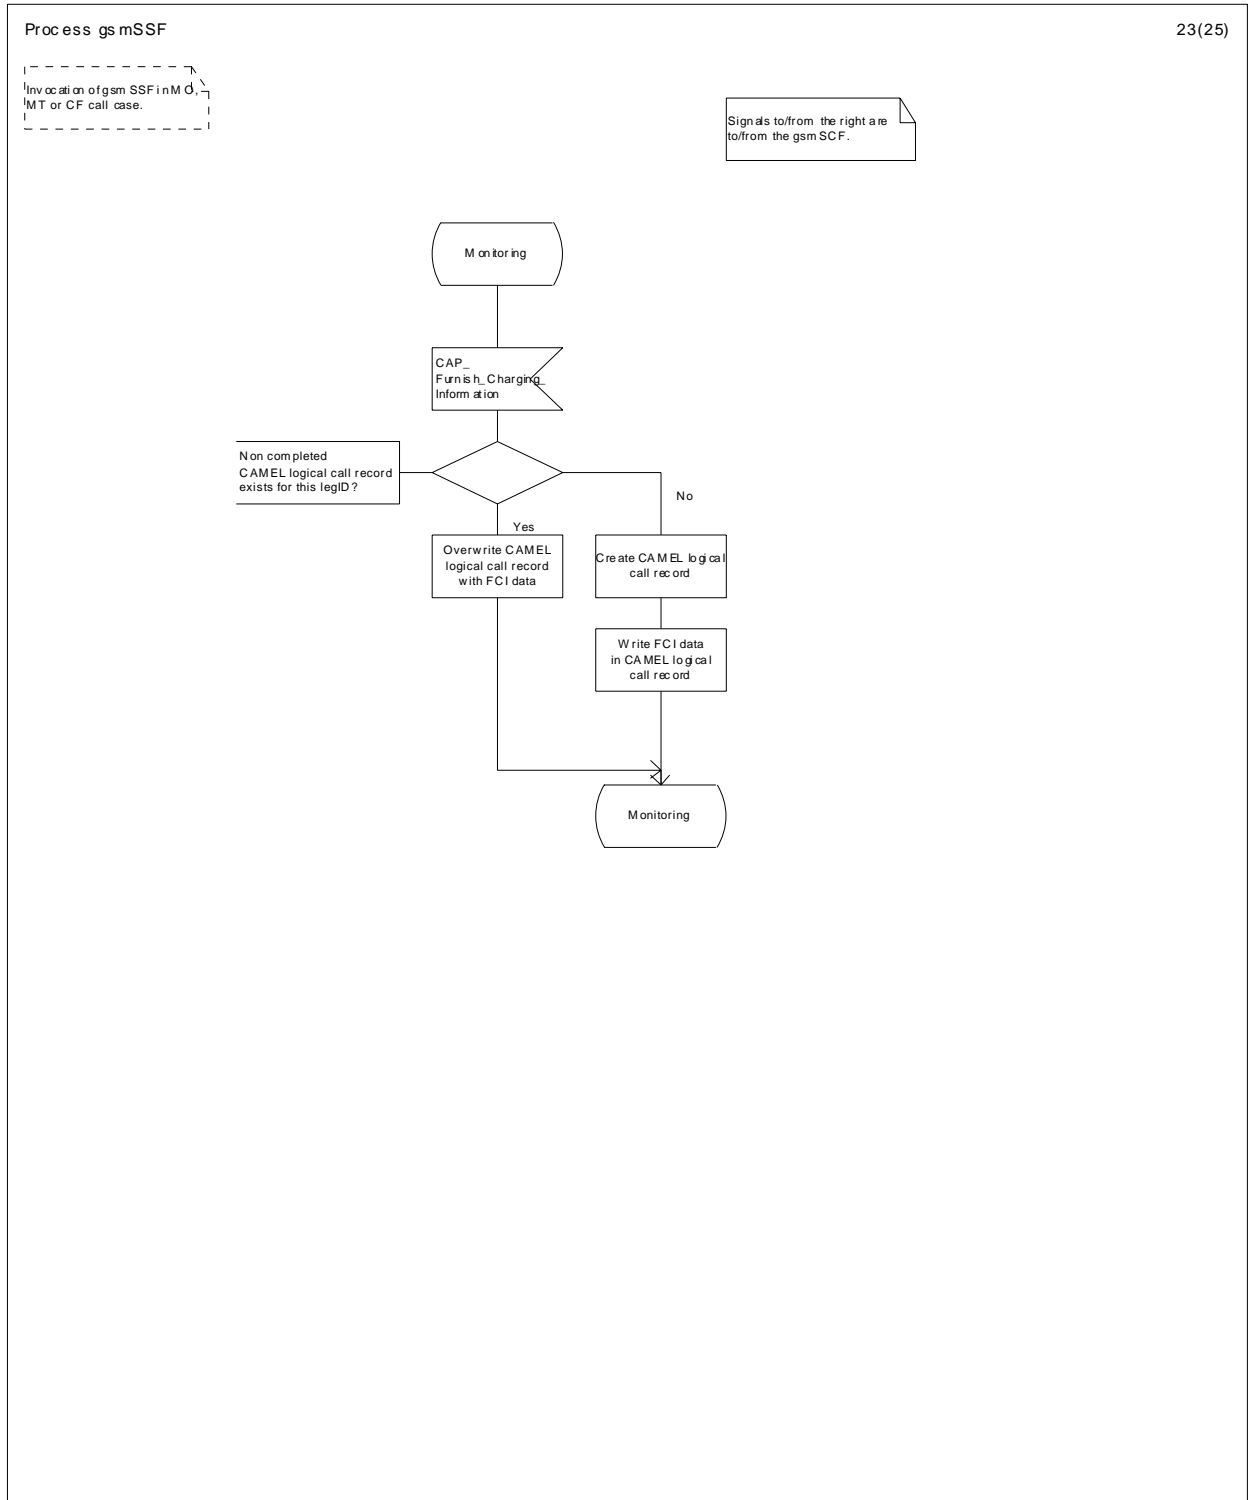 Process gsmSSF
23(25)
Invocation of gsmSSF in MO,
MT or CF call case.
Signals to/from the right are
to/from the gsmSCF.
Monitoring
CAP_
Furnish_Charging_
Information
Non completed
CAMEL logical call record
exists for this legID?
No
Yes
Overwrite CAMEL
logical call record
with FCI data
Create CAMEL logical
call record
Write FCI data
in CAMEL logical
call record
Monitoring